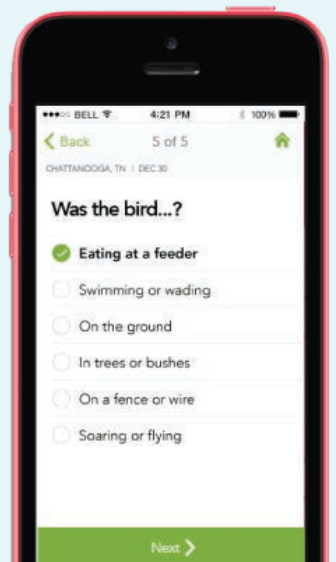 BELL 4:21 PM 100%
Back 5 of 5
CHATTANOOGA, TN | DEC 30
Was the bird...?
Eating at a feeder
Swimming or wading
On the ground
In trees or bushes
On a fence or wire
Soaring or flying
Next